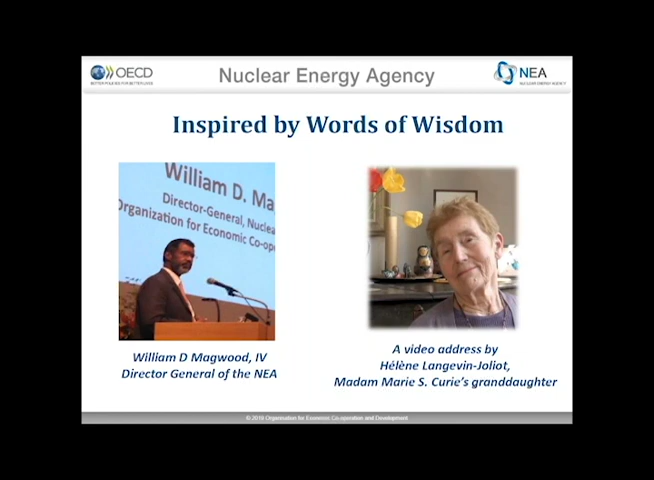 OECD
BETTER POLICIES FOR BETTER LIVES
Nuclear Energy Agency
NEA
NUCLEAR ENERGY AGENCY
Inspired by Words of Wisdom
William D. Ma
Director-General, Nuclea
Organization for Economic Co-ope
William D Magwood, IV
Director General of the NEA
A video address by
Hélène Langevin-Joliot,
Madam Marie S. Curie's granddaughter
© 2016 Organisation for Economic Co-operation and Development